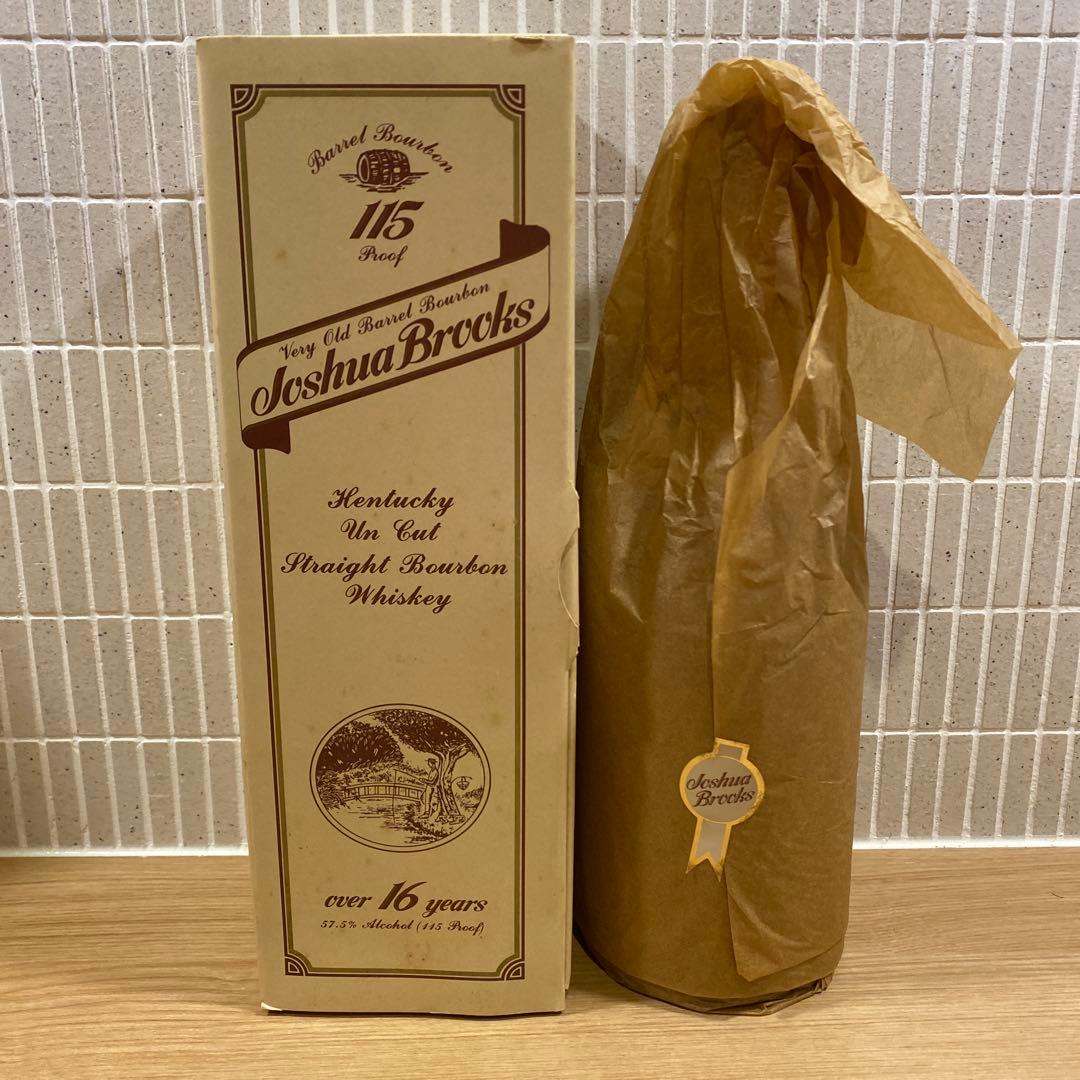 Barrel Bourbon
115
Proof
Very Old Barrel Bourbon
Joshua Brooks
Kentucky
Un Cut
Straight Bourbon
Whiskey
over 16 years
57.5% Alcohol (115 Proof)
Joshua
Brooks